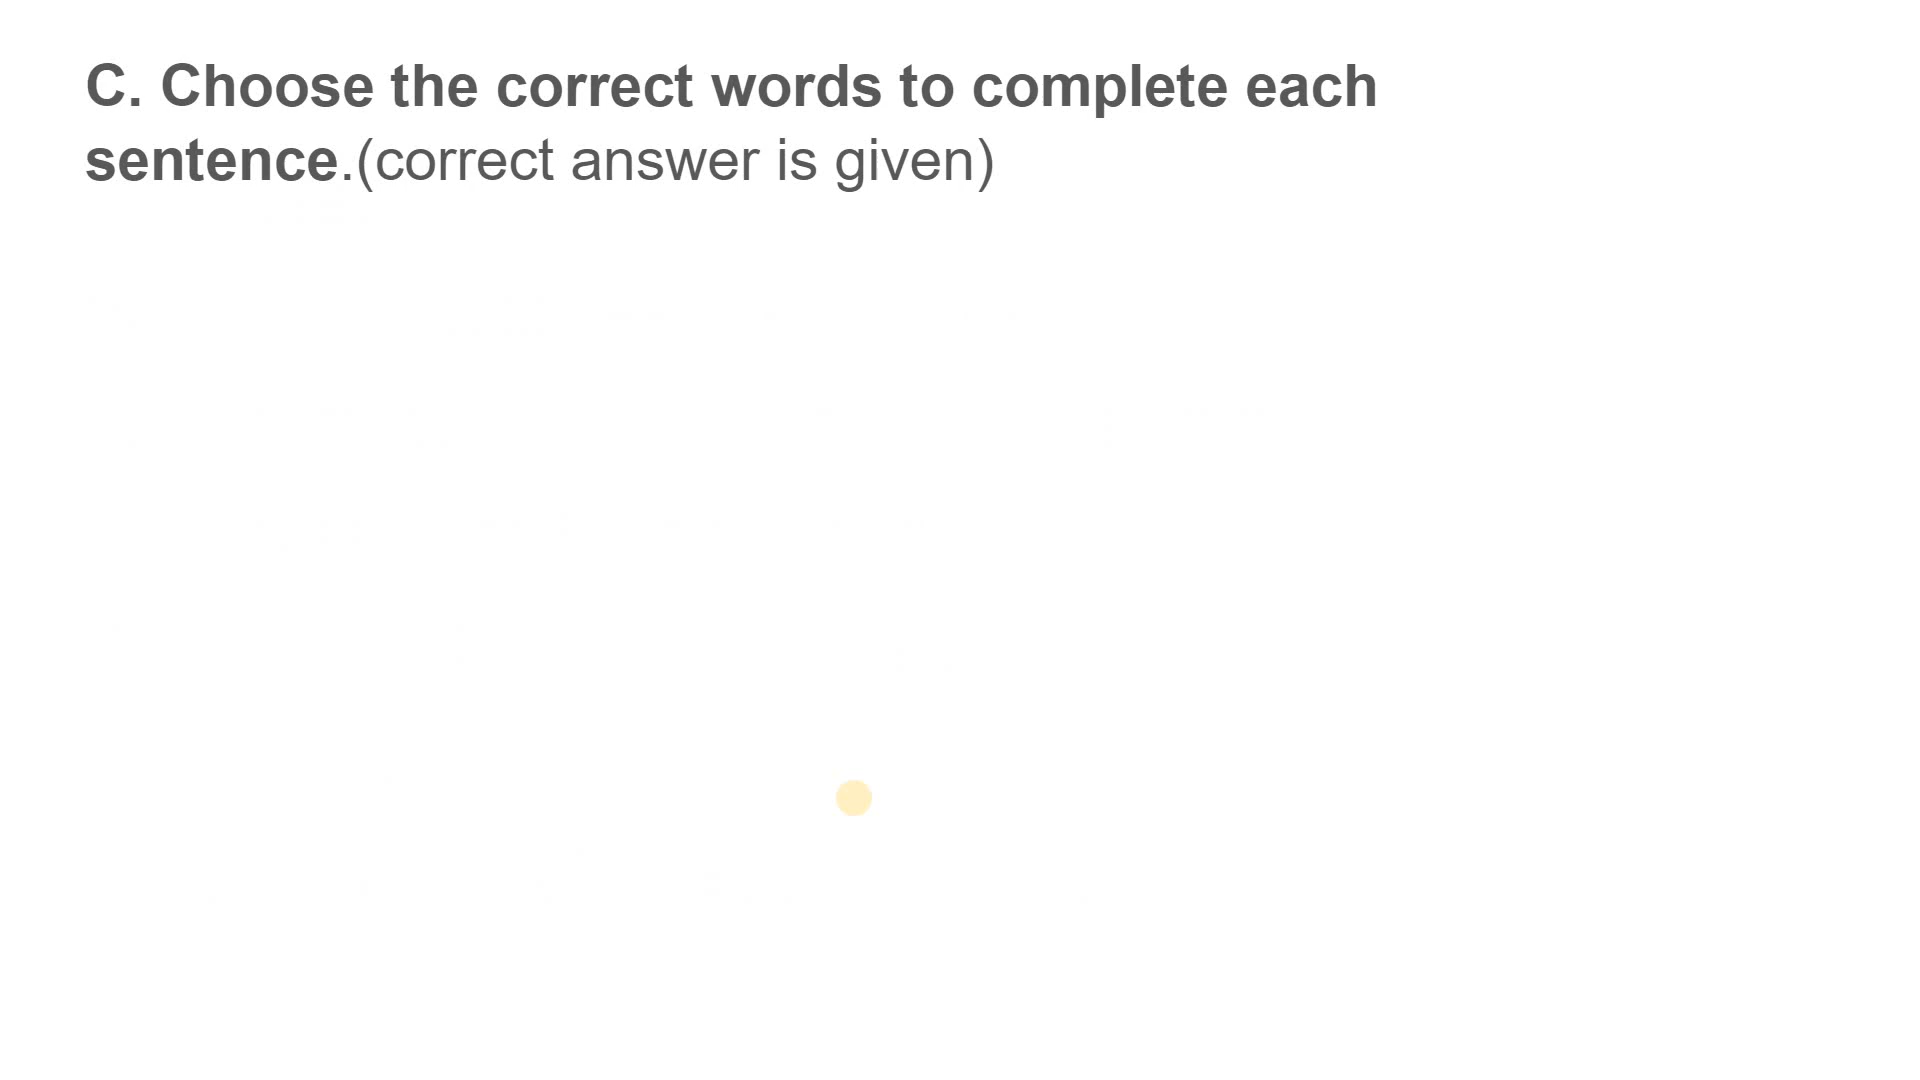 C. Choose the correct words to complete each
sentence.(correct answer is given)